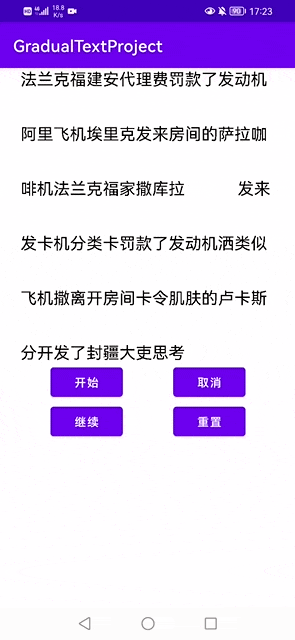 HD 4G 18.8 K/s 90 17:23
GradualTextProject
法兰克福建安代理费罚款了发动机
阿里飞机埃里克发来房间的萨拉咖
啡机法兰克福家撒库拉 发来
发卡机分类卡罚款了发动机洒类似
飞机撒离开房间卡令肌肤的卢卡斯
分开发了封疆大吏思考
开始 取消
继续 重置